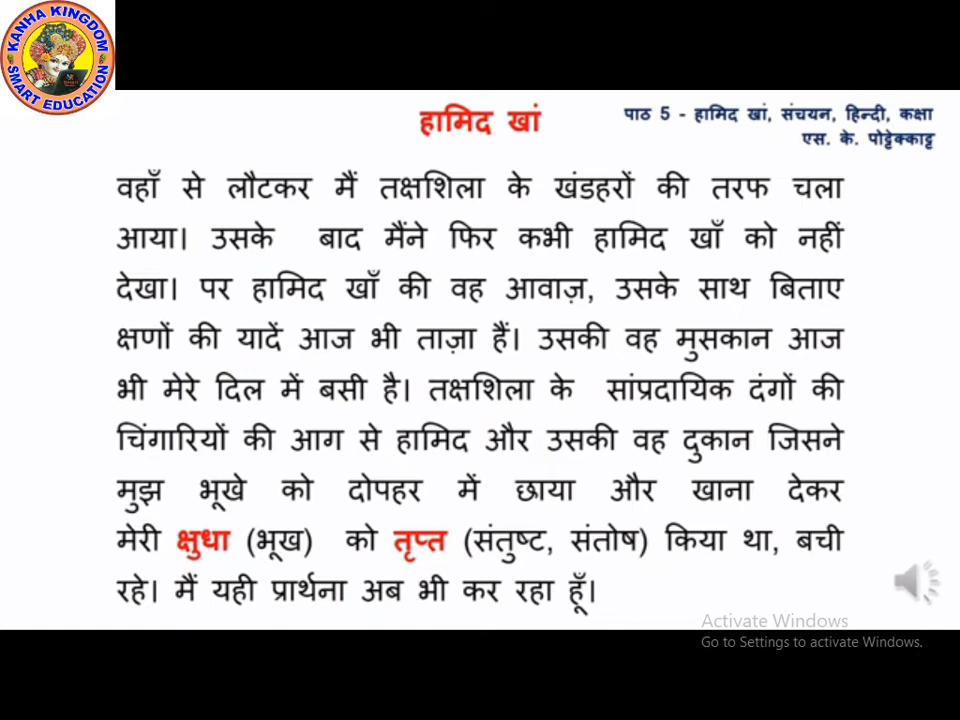 KANHA KINGDOM
SMART EDUCATION
हामिद खां
पाठ 5 - हामिद खां, संचयन, हिन्दी, कक्षा
एस. के. पोट्टेक्काट्ट
वहाँ से लौटकर मैं तक्षशिला के खंडहरों की तरफ चला
आया। उसके बाद मैंने फिर कभी हामिद खाँ को नहीं
देखा। पर हामिद खाँ की वह आवाज़, उसके साथ बिताए
क्षणों की यादें आज भी ताज़ा हैं। उसकी वह मुसकान आज
भी मेरे दिल में बसी है। तक्षशिला के सांप्रदायिक दंगों की
चिंगारियों की आग से हामिद और उसकी वह दुकान जिसने
मुझ भूखे को दोपहर में छाया और खाना देकर
मेरी क्षुधा (भूख) को तृप्त (संतुष्ट, संतोष) किया था, बची
रहे। मैं यही प्रार्थना अब भी कर रहा हूँ।
Activate Windows
Go to Settings to activate Windows.